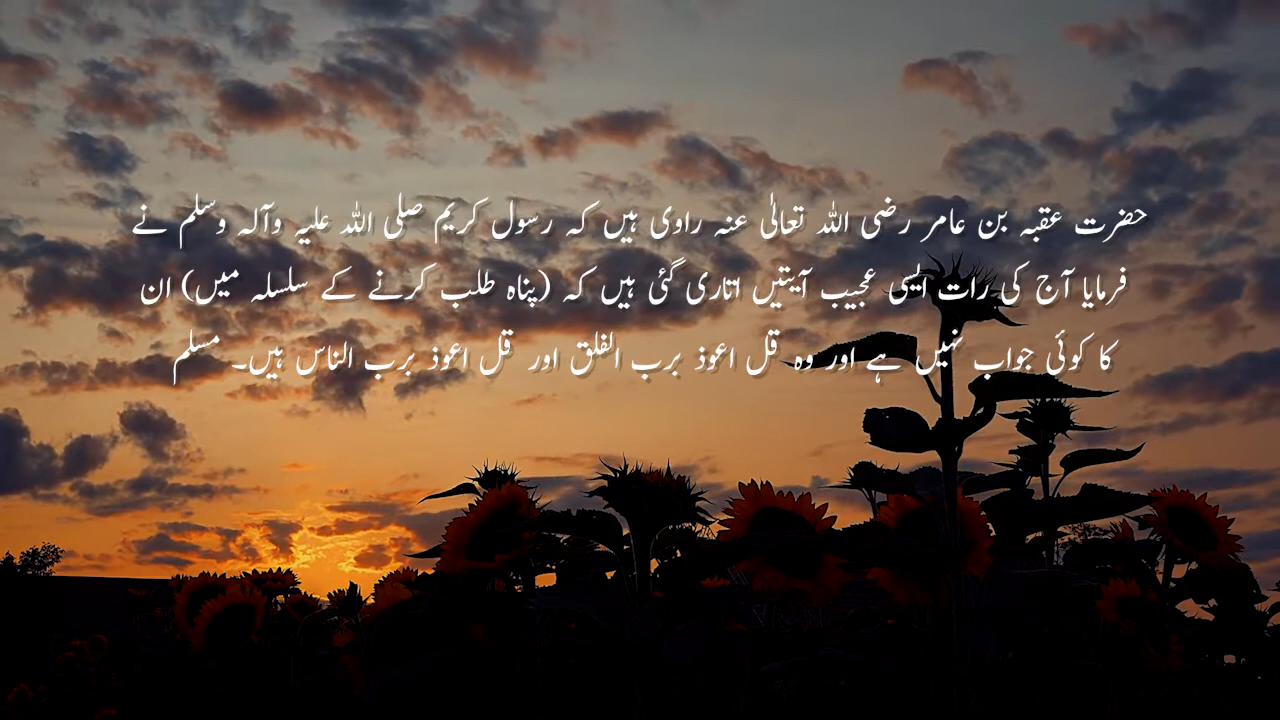 حضرت عقبہ بن عامر رضی اللہ تعالٰی عنہ راوی ہیں کہ رسول کریم صلی اللہ علیہ وآلہ وسلم نے
فرمایا آج کی رات ایسی عجیب آیتیں اتاری گئی ہیں کہ (پناہ طلب کرنے کے سلسلہ میں) ان
کا کوئی جواب نہیں ہے اور وہ قل اعوذ برب الفلق اور قل اعوذ برب الناس ہیں۔ مسلم